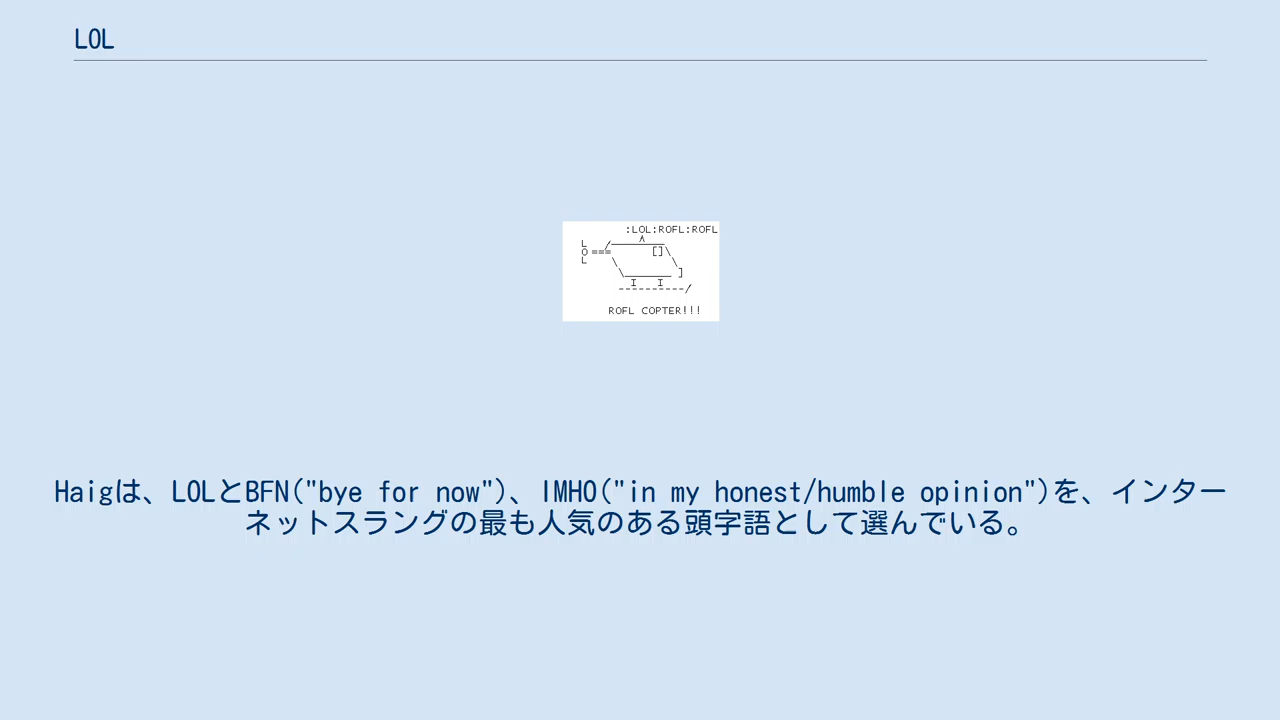 LOL
:LOL:ROFL:ROFL
L /‾‾‾‾^‾‾‾
O === []\
L \ \
\_______ ]
I I
----------/
ROFL COPTER!!!
Haigは、LOLとBFN("bye for now")、IMHO("in my honest/humble opinion")を、インター
ネットスラングの最も人気のある頭字語として選んでいる。